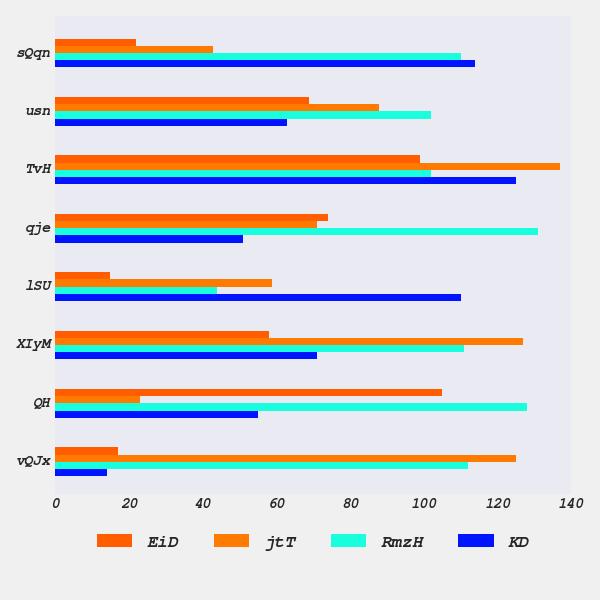 sQqn
usn
TvH
qje
lSU
XIyM
QH
vQJx
0 20 40 60 80 100 120 140
EiD jtT RmzH KD